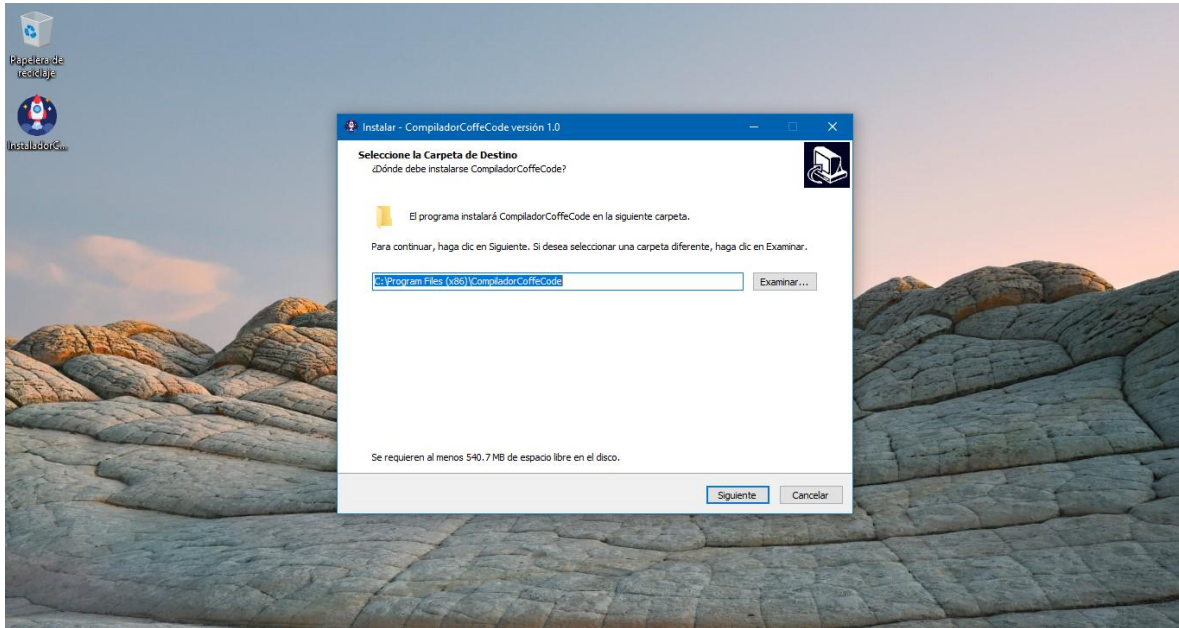 Papelera de
reciclaje
InstaladorC...
Instalar - CompiladorCoffeCode versión 1.0
Seleccione la Carpeta de Destino
¿Dónde debe instalarse CompiladorCoffeCode?
El programa instalará CompiladorCoffeCode en la siguiente carpeta.
Para continuar, haga clic en Siguiente. Si desea seleccionar una carpeta diferente, haga clic en Examinar.
C:\Program Files (x86)\CompiladorCoffeCode
Examinar...
Se requieren al menos 540.7 MB de espacio libre en el disco.
Siguiente
Cancelar